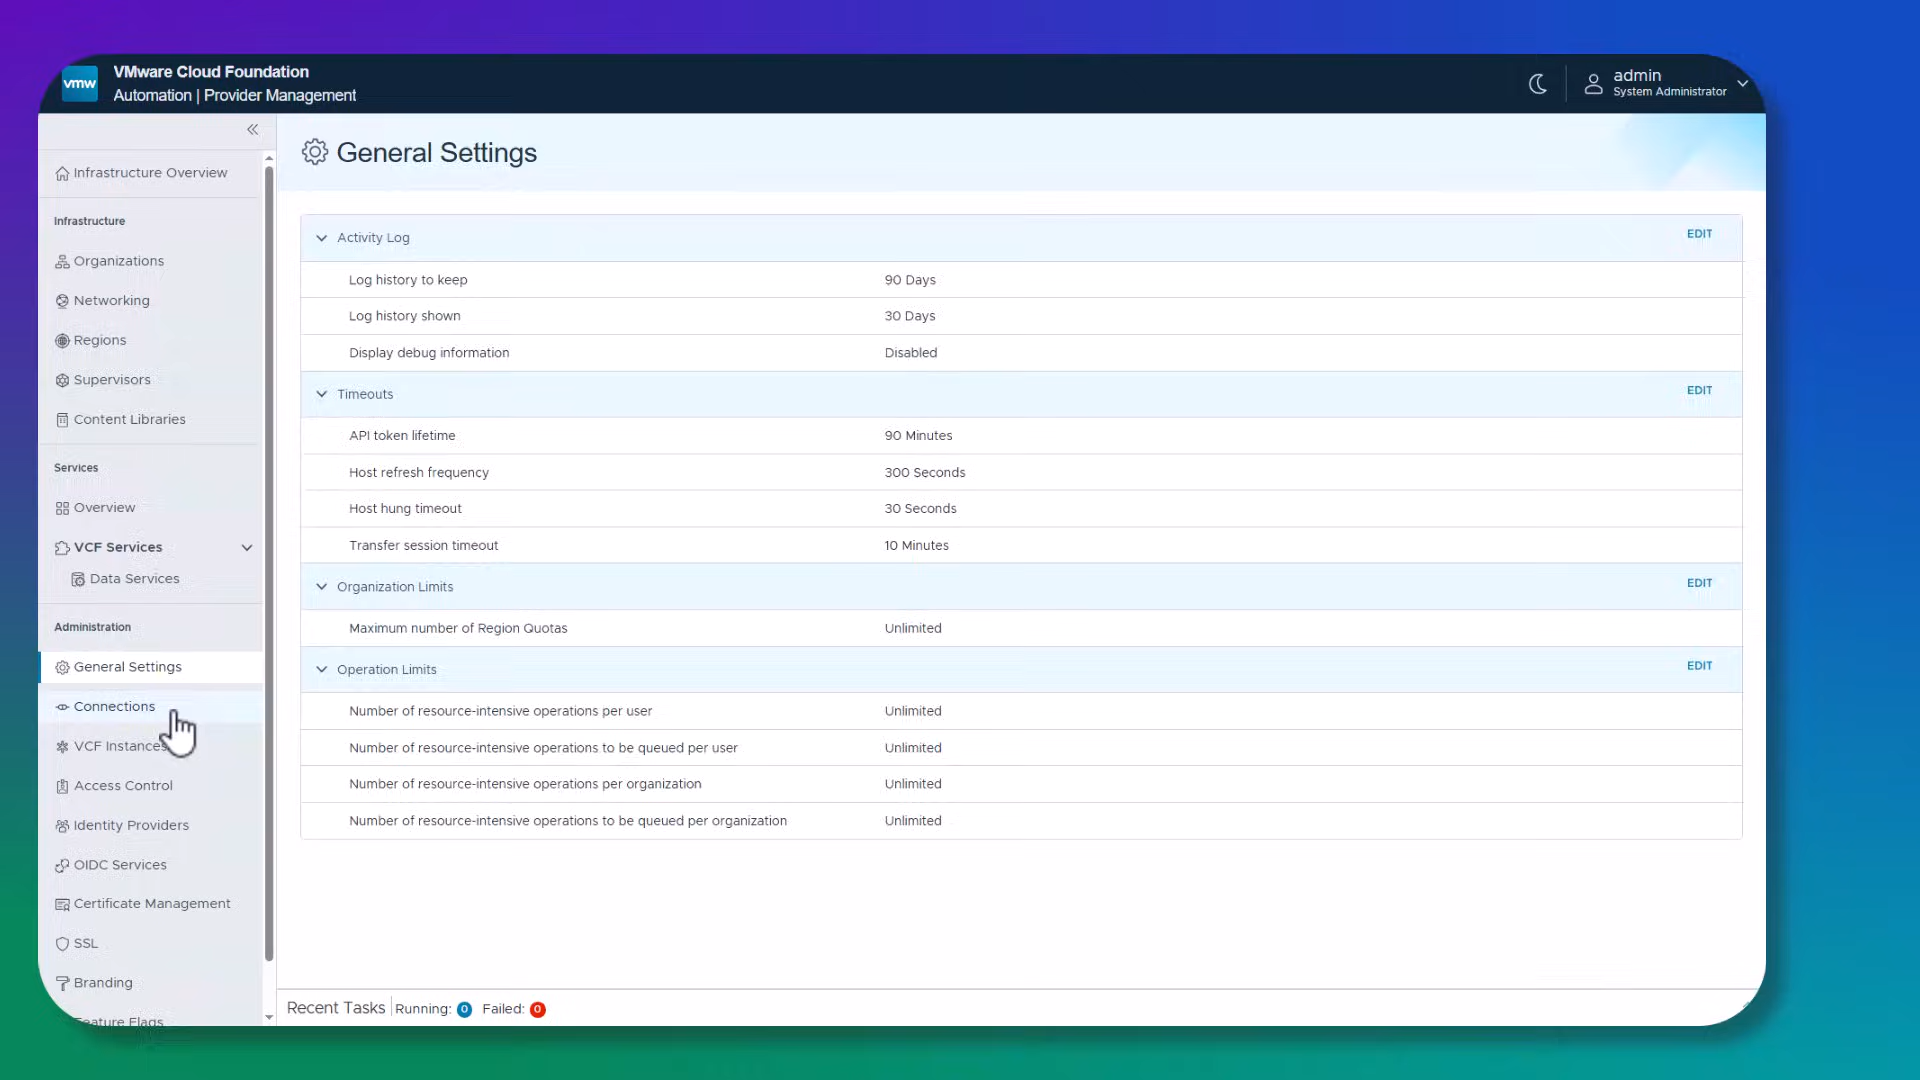 vmw
VMware Cloud Foundation
Automation | Provider Management
admin
System Administrator
Infrastructure Overview
Infrastructure
Organizations
Networking
Regions
Supervisors
Content Libraries
Services
Overview
VCF Services
Data Services
Administration
General Settings
Connections
VCF Instances
Access Control
Identity Providers
OIDC Services
Certificate Management
SSL
Branding
Feature Flags
General Settings
Activity Log EDIT
Log history to keep 90 Days
Log history shown 30 Days
Display debug information Disabled
Timeouts EDIT
API token lifetime 90 Minutes
Host refresh frequency 300 Seconds
Host hung timeout 30 Seconds
Transfer session timeout 10 Minutes
Organization Limits EDIT
Maximum number of Region Quotas Unlimited
Operation Limits EDIT
Number of resource-intensive operations per user Unlimited
Number of resource-intensive operations to be queued per user Unlimited
Number of resource-intensive operations per organization Unlimited
Number of resource-intensive operations to be queued per organization Unlimited
Recent Tasks Running: 0 Failed: 0